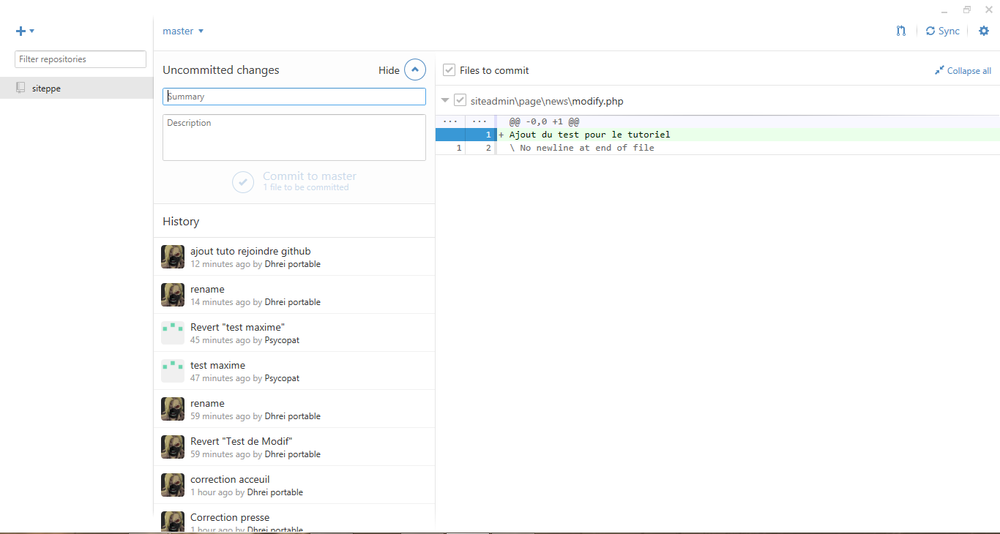 master
Sync
Filter repositories
siteppe
Uncommitted changes
Hide
Summary
Description
Commit to master
1 file to be committed
History
ajout tuto rejoindre github
12 minutes ago by Dhrei portable
rename
14 minutes ago by Dhrei portable
Revert "test maxime"
45 minutes ago by Psycopat
test maxime
47 minutes ago by Psycopat
rename
59 minutes ago by Dhrei portable
Revert "Test de Modif"
59 minutes ago by Dhrei portable
correction acceuil
1 hour ago by Dhrei portable
Correction presse
1 hour ago by Dhrei portable
Files to commit
Collapse all
siteadmin\page\news\modify.php
... ... @@ -0,0 +1 @@
1 + Ajout du test pour le tutoriel
1 2 \ No newline at end of file